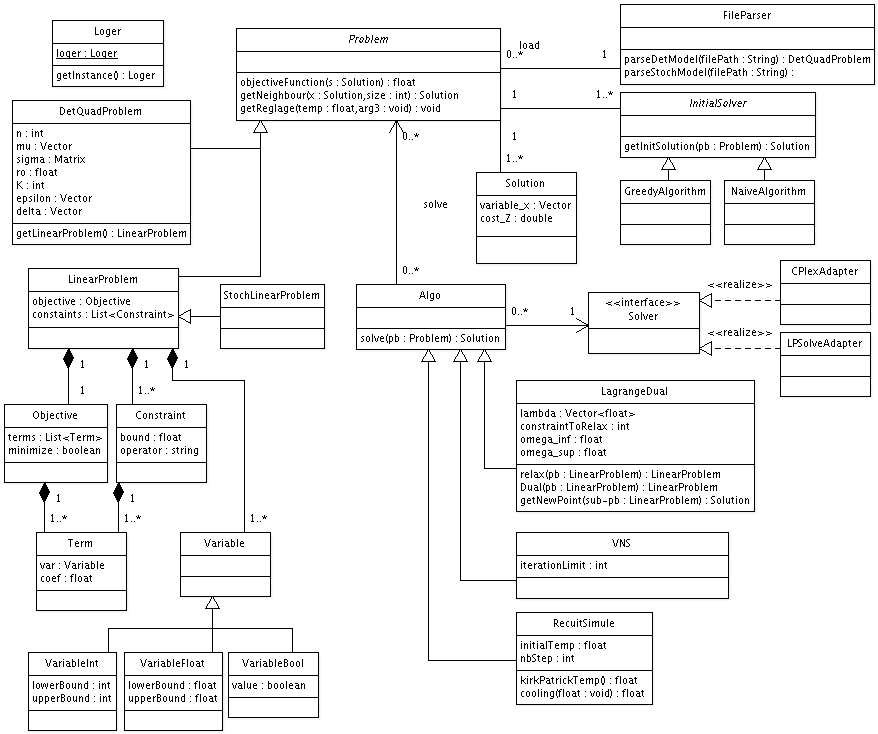 Loger
loger : Loger
getInstance() : Loger
Problem
objectiveFunction(s : Solution) : float
getNeighbour(x : Solution,size : int) : Solution
getReglage(temp : float,arg3 : void) : void
load
0..*
1
FileParser
parseDetModel(filePath : String) : DetQuadProblem
parseStochModel(filePath : String) :
DetQuadProblem
n : int
mu : Vector
sigma : Matrix
ro : float
K : int
epsilon : Vector
delta : Vector
getLinearProblem() : LinearProblem
1
1..*
InitialSolver
getInitSolution(pb : Problem) : Solution
GreedyAlgorithm
NaiveAlgorithm
1
1..*
Solution
variable_x : Vector
cost_Z : double
0..*
solve
0..*
LinearProblem
objective : Objective
constaints : List<Constraint>
StochLinearProblem
Algo
solve(pb : Problem) : Solution
0..*
1
<<interface>>
Solver
<<realize>>
CPlexAdapter
<<realize>>
LPSolveAdapter
1
1
1
1..*
1
1..*
Objective
terms : List<Term>
minimize : boolean
Constraint
bound : float
operator : string
LagrangeDual
lambda : Vector<float>
constraintToRelax : int
omega_inf : float
omega_sup : float
relax(pb : LinearProblem) : LinearProblem
Dual(pb : LinearProblem) : LinearProblem
getNewPoint(sub-pb : LinearProblem) : Solution
1
1..*
1
1..*
Term
var : Variable
coef : float
Variable
VNS
iterationLimit : int
VariableInt
lowerBound : int
upperBound : int
VariableFloat
lowerBound : float
upperBound : float
VariableBool
value : boolean
RecuitSimule
initialTemp : float
nbStep : int
kirkPatrickTemp() : float
cooling(float : void) : float